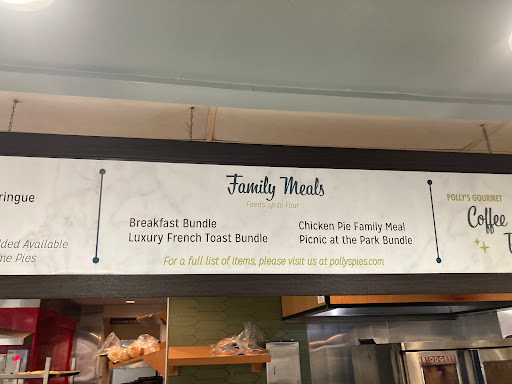 ringue
Available
Pies
Family Meals
Feeds up to Four
Breakfast Bundle
Luxury French Toast Bundle
Chicken Pie Family Meal
Picnic at the Park Bundle
For a full list of items, please visit us at pollyspies.com
POLLY'S GOURMET
Coffee
T
BLODGETT